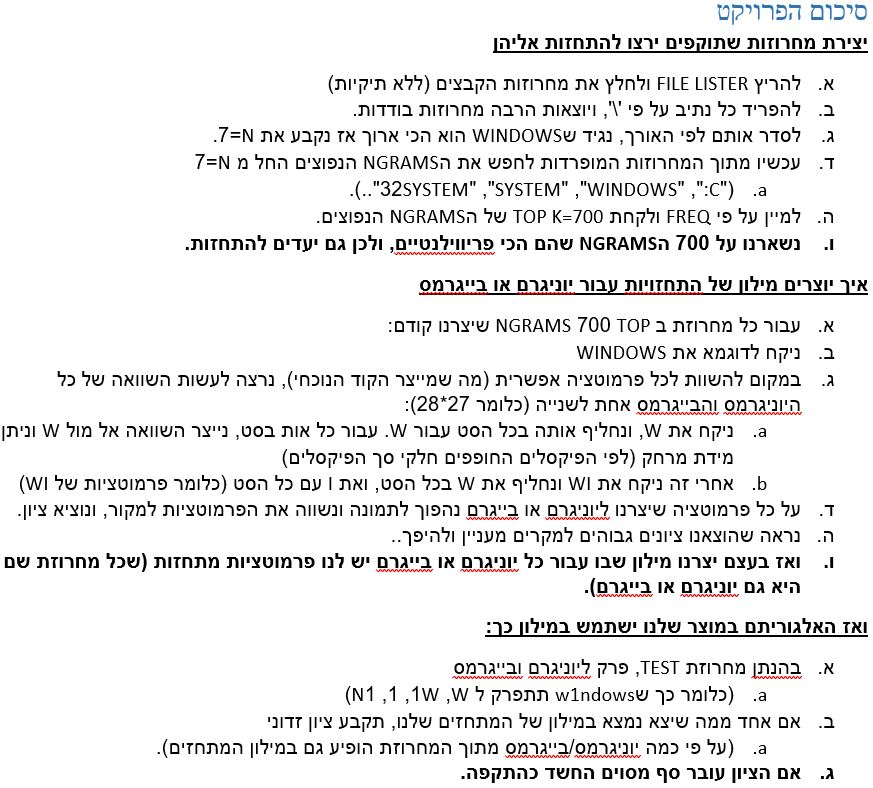 סיכום הפרויקט
יצירת מחרוזות שתוקפים ירצו להתחזות אליהן
א. להריץ FILE LISTER ולחלץ את מחרוזות הקבצים (ללא תיקיות)
ב. להפריד כל נתיב על פי '\', ויוצאות הרבה מחרוזות בודדות.
ג. לסדר אותם לפי האורך, נגיד שWINDOWS הוא הכי ארוך אז נקבע את N=7.
ד. עכשיו מתוך המחרוזות המופרדות לחפש את הNGRAMS הנפוצים החל מ N=7
a. ("C:", "WINDOWS", "SYSTEM", "SYSTEM32"..).
ה. למיין על פי FREQ ולקחת TOP K=700 של הNGRAMS הנפוצים.
ו. נשארנו על 700 הNGRAMS שהם הכי פריווילנטיים, ולכן גם יעדים להתחזות.
איך יוצרים מילון של התחזויות עבור יוניגרם או בייגרמס
א. עבור כל מחרוזת ב TOP 700 NGRAMS שיצרנו קודם:
ב. ניקח לדוגמא את WINDOWS
ג. במקום להשוות לכל פרמוטציה אפשרית (מה שמייצר הקוד הנוכחי), נרצה לעשות השוואה של כל
היוניגרמס והבייגרמס אחת לשנייה (כלומר 27*28):
a. ניקח את W, ונחליף אותה בכל הסט עבור W. עבור כל אות בסט, נייצר השוואה אל מול W וניתן
מידת מרחק (לפי הפיקסלים החופפים חלקי סך הפיקסלים)
b. אחרי זה ניקח את WI ונחליף את W בכל הסט, ואת I עם כל הסט (כלומר פרמוטציות של WI)
ד. על כל פרמוטציה שיצרנו ליוניגרם או בייגרם נהפוך לתמונה ונשווה את הפרמוטציות למקור, ונוציא ציון.
ה. נראה שהוצאנו ציונים גבוהים למקרים מעניין ולהיפך..
ו. ואז בעצם יצרנו מילון שבו עבור כל יוניגרם או בייגרם יש לנו פרמוטציות מתחזות (שכל מחרוזת שם
היא גם יוניגרם או בייגרם).
ואז האלגוריתם במוצר שלנו ישתמש במילון כך:
א. בהנתן מחרוזת TEST, פרק ליוניגרם ובייגרמס
a. (כלומר כך שw1ndows תתפרק ל W, 1W, 1, N1)
ב. אם אחד ממה שיצא נמצא במילון של המתחזים שלנו, תקבע ציון זדוני
a. (על פי כמה יוניגרמס/בייגרמס מתוך המחרוזת הופיע גם במילון המתחזים).
ג. אם הציון עובר סף מסוים החשד כהתקפה.